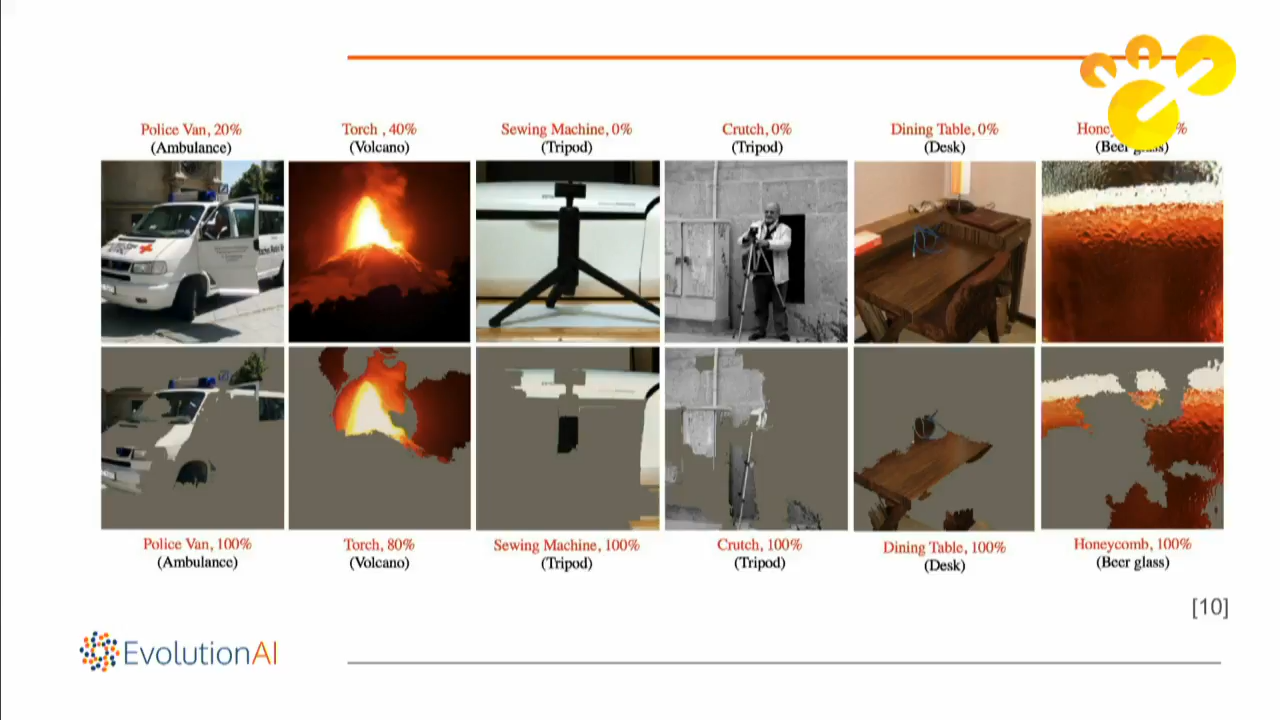 Police Van, 20%
(Ambulance)
Torch , 40%
(Volcano)
Sewing Machine, 0%
(Tripod)
Crutch, 0%
(Tripod)
Dining Table, 0%
(Desk)
(Beer
Police Van, 100%
(Ambulance)
Torch, 80%
(Volcano)
Sewing Machine, 100%
(Tripod)
Crutch, 100%
(Tripod)
Dining Table, 100%
(Desk)
Honeycomb, 100%
(Beer glass)
[10]
EvolutionAI